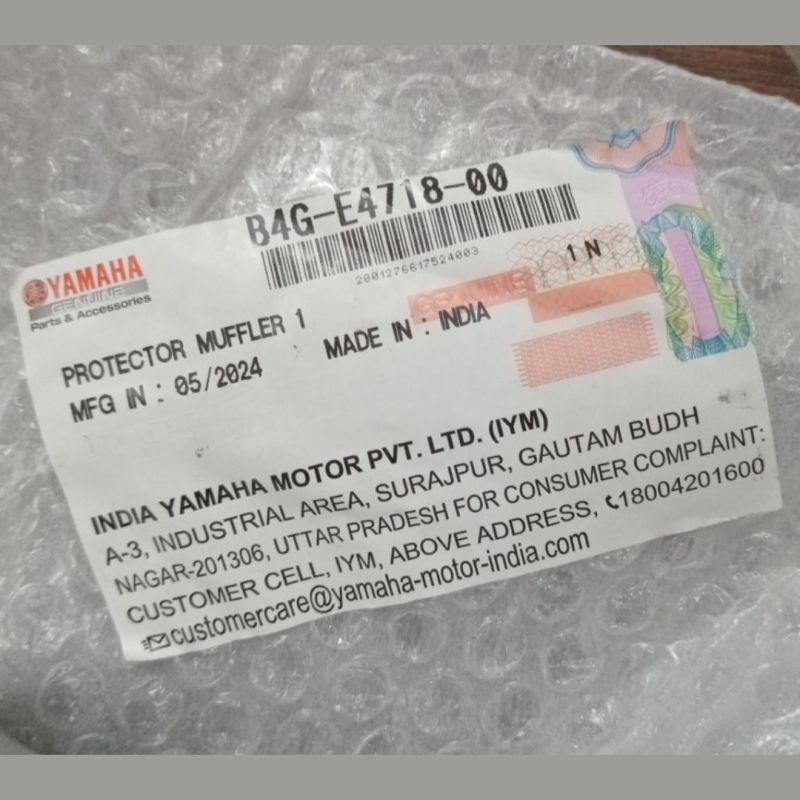 B4G-E4718-00
2801276617524003
YAMAHA
GENUINE
Parts & Accessories
1 N
GENUINE
PROTECTOR MUFFLER 1
MFG IN : 05/2024
MADE IN : INDIA
INDIA YAMAHA MOTOR PVT. LTD. (IYM)
A-3, INDUSTRIAL AREA, SURAJPUR, GAUTAM BUDH
NAGAR-201306, UTTAR PRADESH FOR CONSUMER COMPLAINT:
CUSTOMER CELL, IYM, ABOVE ADDRESS, 18004201600
customercare@yamaha-motor-india.com